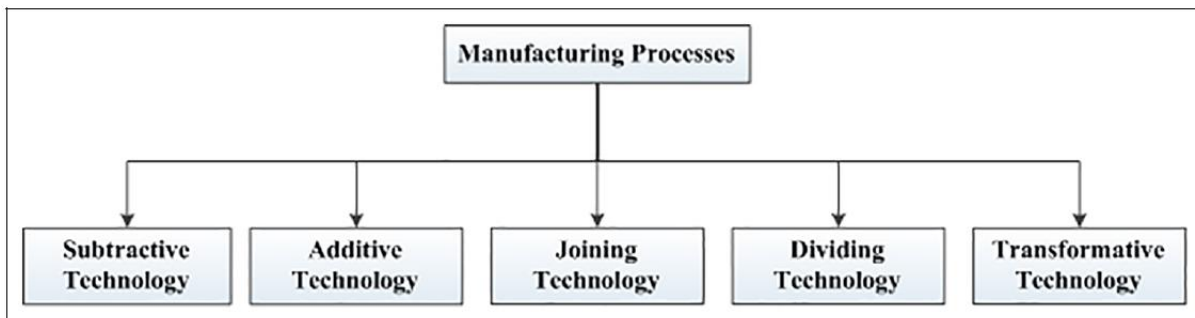 Manufacturing Processes
Subtractive
Technology
Additive
Technology
Joining
Technology
Dividing
Technology
Transformative
Technology